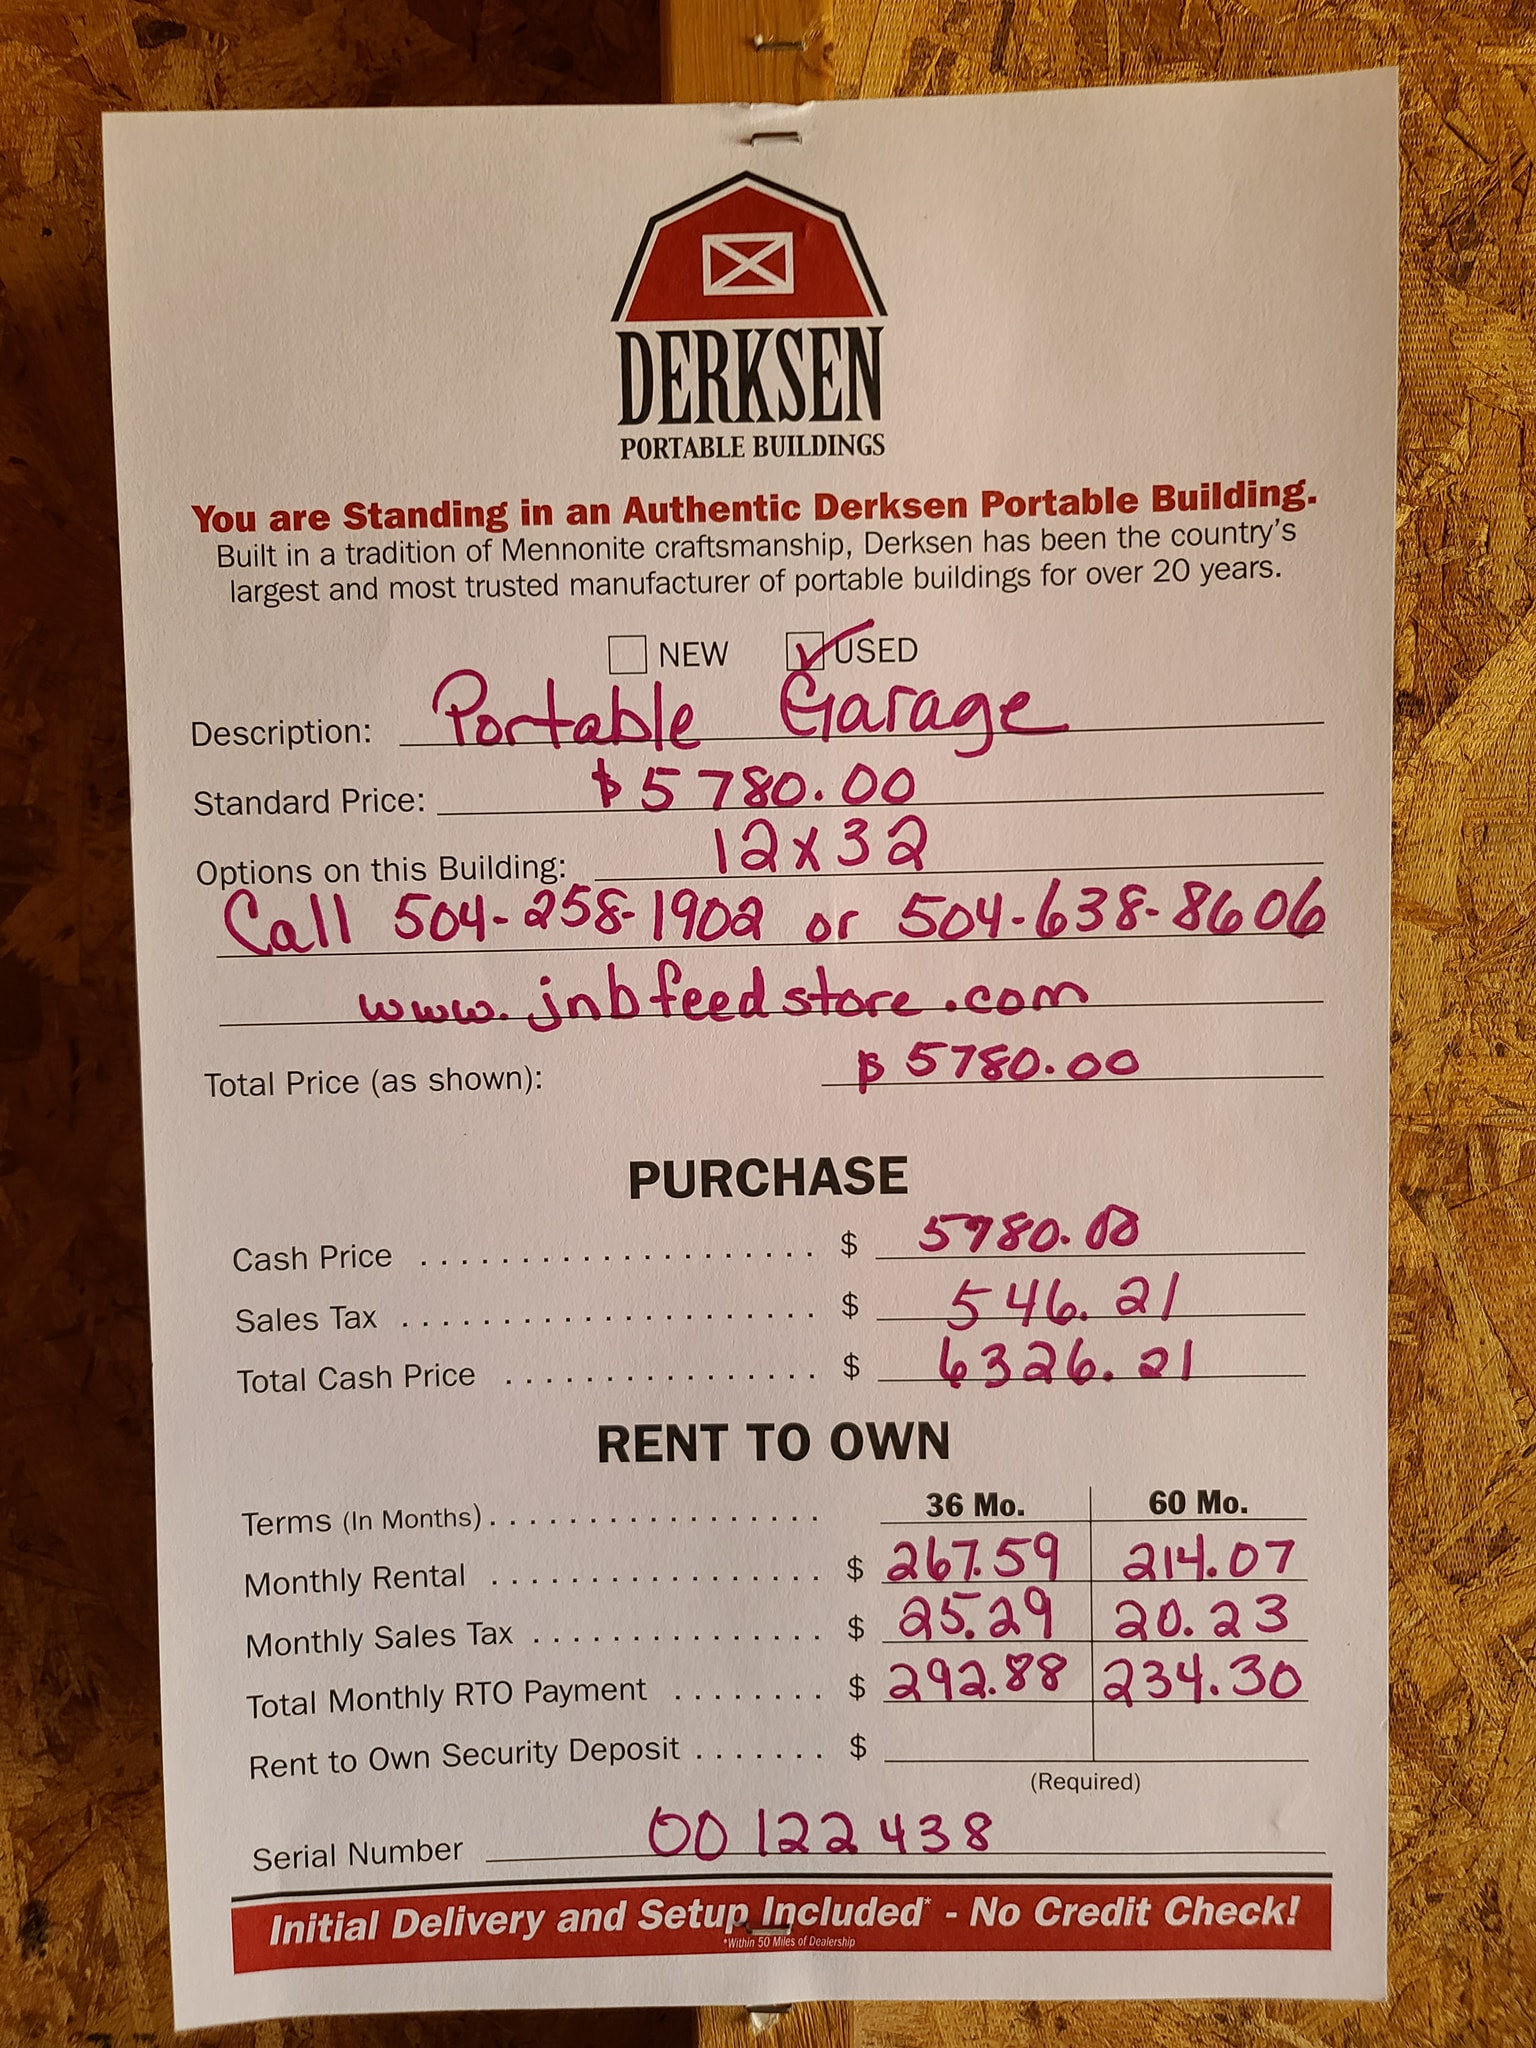 DERKSEN
PORTABLE BUILDINGS
You are Standing in an Authentic Derksen Portable Building.
Built in a tradition of Mennonite craftsmanship, Derksen has been the country's
largest and most trusted manufacturer of portable buildings for over 20 years.
NEW USED
Description: Portable Garage
Standard Price: $5780.00
Options on this Building: 12x32
Call 504-258-1902 or 504-638-8606
www.jnbfeedstore.com
Total Price (as shown): $5780.00
PURCHASE
Cash Price . . . . . . . . . . . . . . . . . . . . $ 5780.00
Sales Tax . . . . . . . . . . . . . . . . . . . . . $ 546.21
Total Cash Price . . . . . . . . . . . . . . . . $ 6326.21
RENT TO OWN
Terms (In Months) . . . . . . . . . . . . . . . . . 36 Mo. 60 Mo.
Monthly Rental . . . . . . . . . . . . . . . . . $ 267.59 214.07
Monthly Sales Tax . . . . . . . . . . . . . . . $ 25.29 20.23
Total Monthly RTO Payment . . . . . . . . $ 292.88 234.30
Rent to Own Security Deposit . . . . . . . $
(Required)
Serial Number 00122438
Initial Delivery and Setup Included* - No Credit Check!
*Within 50 Miles of Dealership